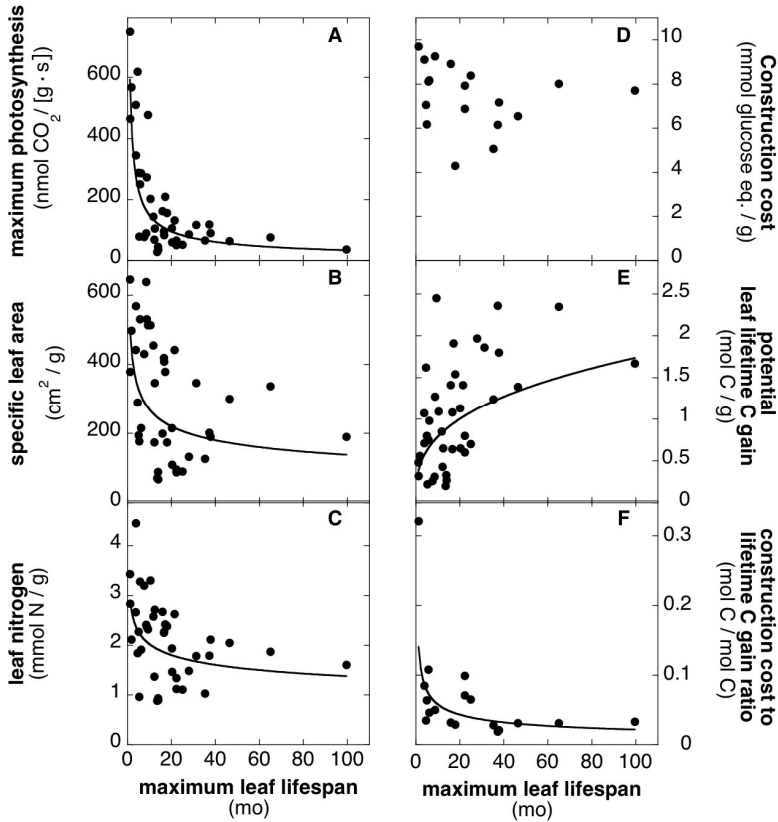 maximum photosynthesis
(nmol CO2 / [g · s])
600
400
200
0
A
D
10
8
6
4
2
0
Construction cost
(mmol glucose eq. / g)
specific leaf area
(cm2 / g)
600
400
200
0
B
E
2.5
2
1.5
1
0.5
0
potential
leaf lifetime C gain
(mol C / g)
leaf nitrogen
(mmol N / g)
4
3
2
1
0
C
F
0.3
0.2
0.1
0
construction cost to
lifetime C gain ratio
(mol C / mol C)
0 20 40 60 80 100
maximum leaf lifespan
(mo)
0 20 40 60 80 100
maximum leaf lifespan
(mo)